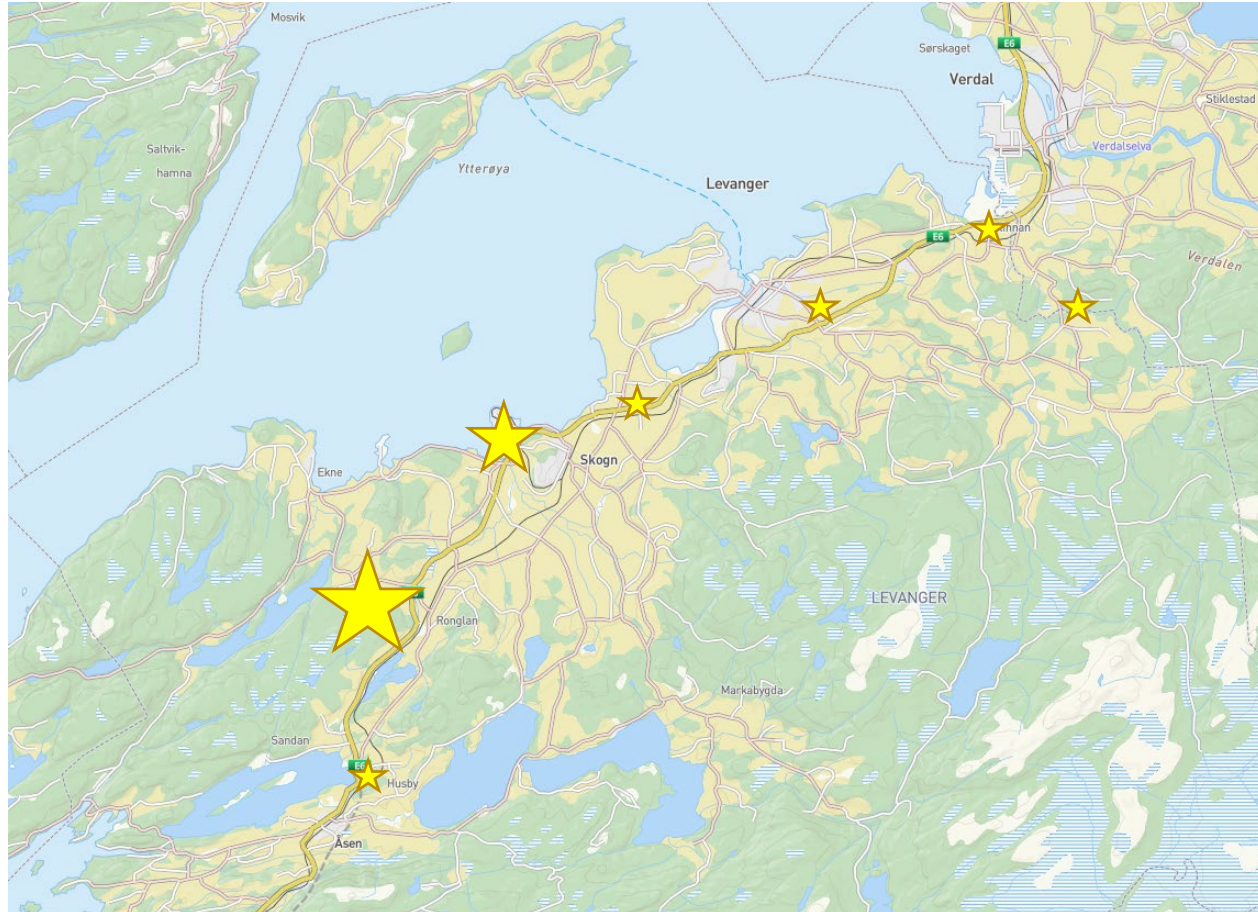 Mosvik
Sørskaget
E6
Verdal
Stiklestad
Saltvik-
hamna
Verdalselva
Ytterøya
Levanger
E6
Verdalen
Ekne
Skogn
LEVANGER
Ronglan
Markabygda
Sandan
Husby
Åsen